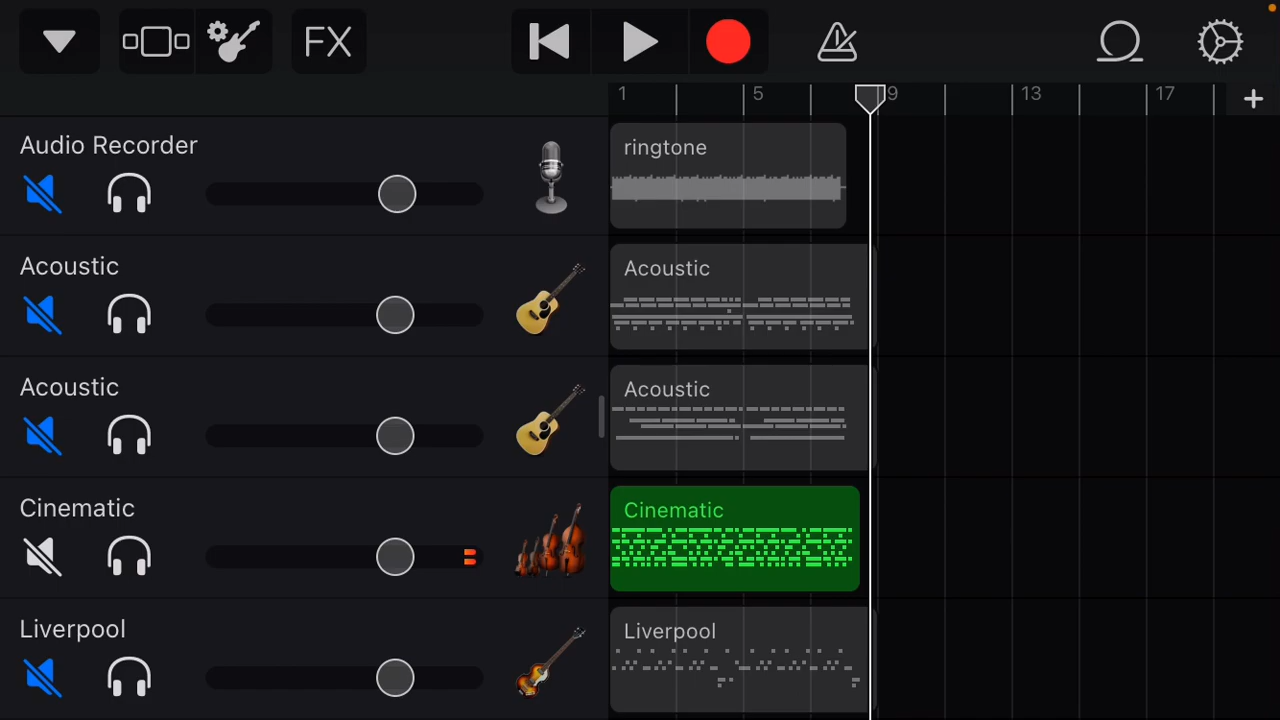 FX
1
5
9
13
17
+
Audio Recorder
ringtone
Acoustic
Acoustic
Acoustic
Acoustic
Cinematic
Cinematic
Liverpool
Liverpool